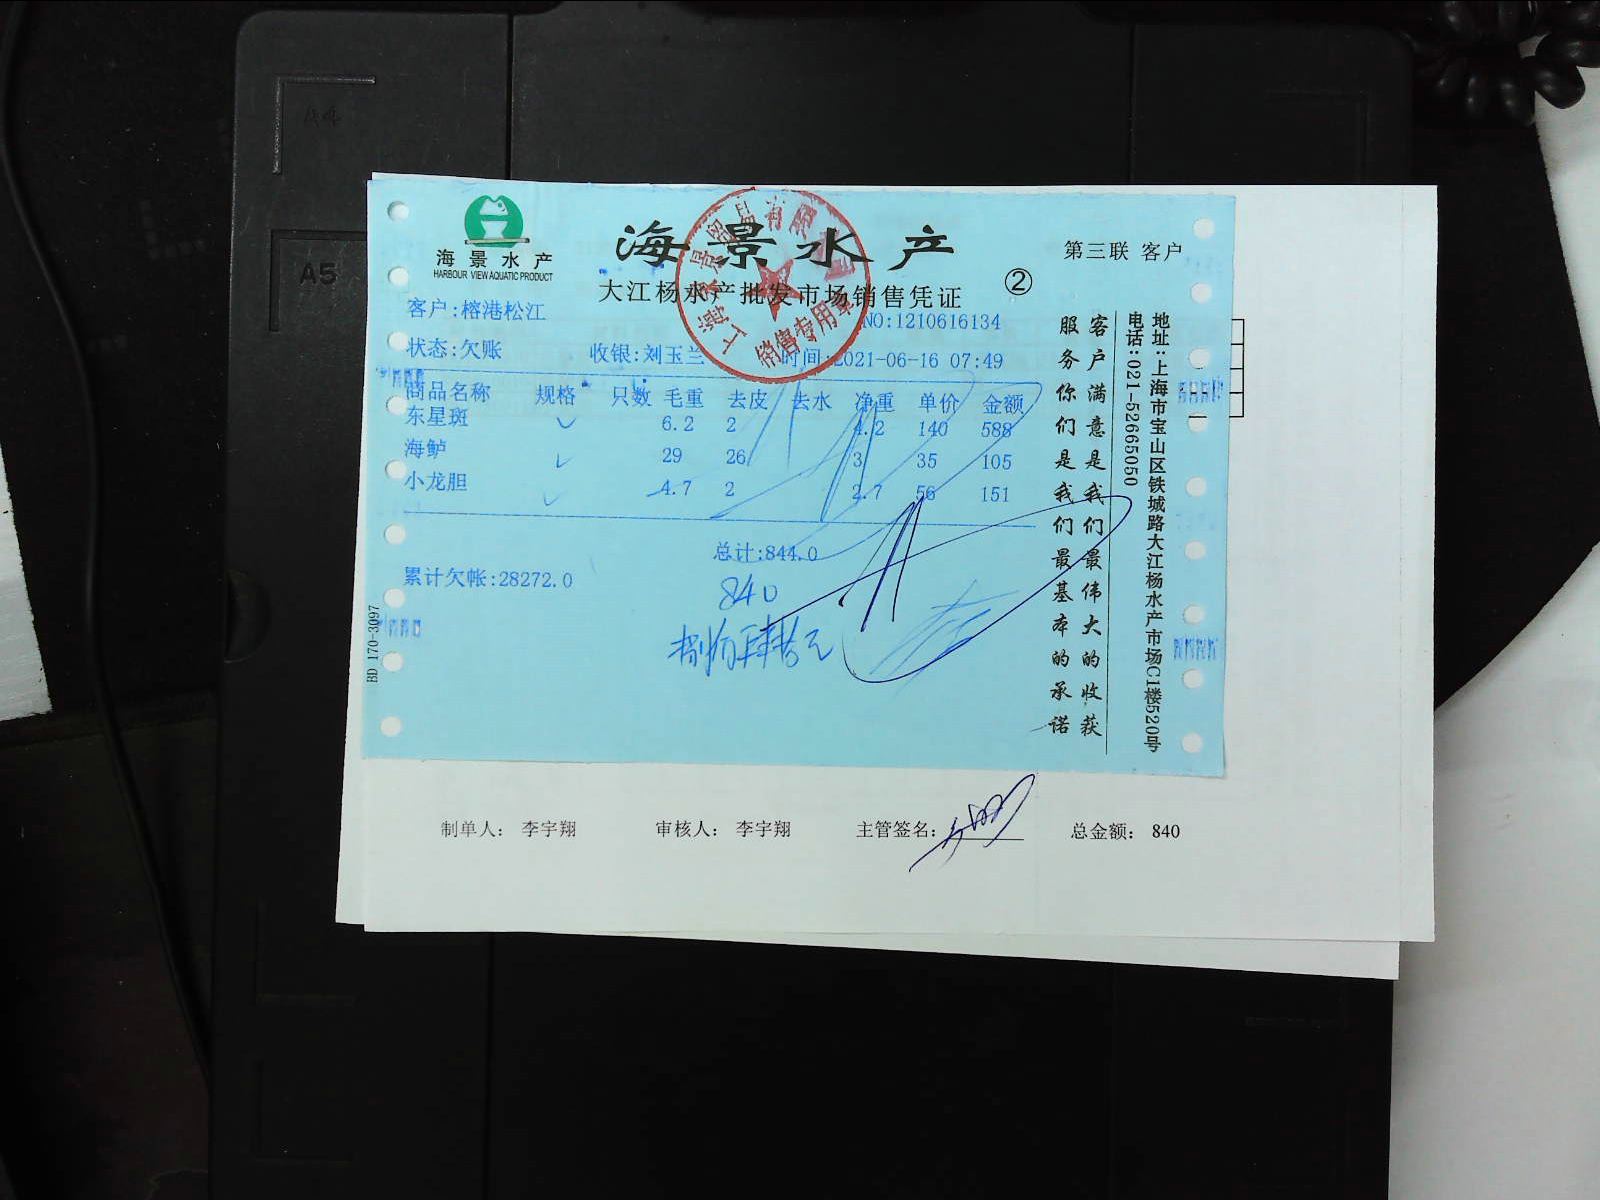 A4
A5
海景水产
HARBOUR VIEW AQUATIC PRODUCT
海景水产
第三联 客户
大江杨水产批发市场销售凭证
②
客户:榕港松江
NO:1210616134
状态:欠账 收银:刘玉兰 时间:2021-06-16 07:49
销售专用章
商品名称 规格 只数 毛重 去皮 去水 净重 单价 金额
东星斑 6.2 2 4.2 140 588
海鲈 29 26 3 35 105
小龙胆 4.7 2 2.7 56 151
总计:844.0
累计欠帐:28272.0
840
捌佰肆拾元
BD 170-3097
客户满意是我们最伟大的收获
服务你们是我们最基本的承诺
地址:上海市宝山区铁城路大江杨水产市场C1楼520号
电话:021-52665050
制单人: 李宇翔 审核人: 李宇翔 主管签名: 总金额: 840